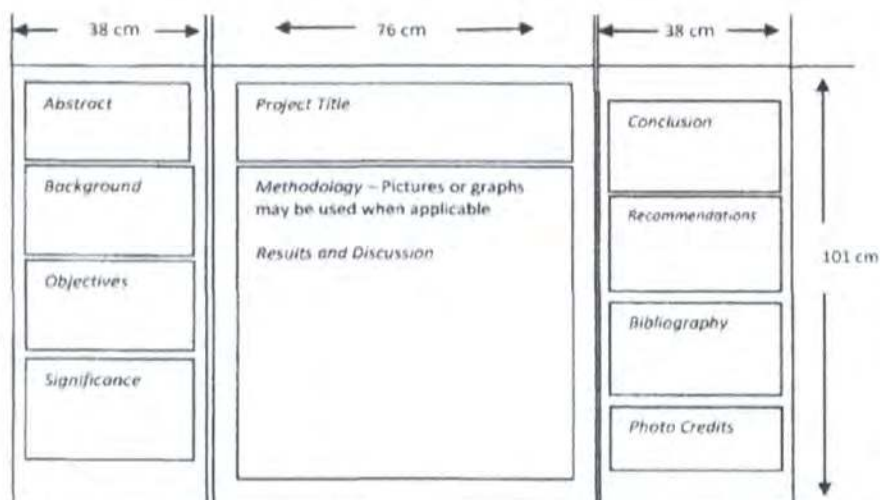 38 cm
76 cm
38 cm
Abstract
Background
Objectives
Significance
Project Title
Methodology – Pictures or graphs
may be used when applicable
Results and Discussion
Conclusion
Recommendations
Bibliography
Photo Credits
101 cm